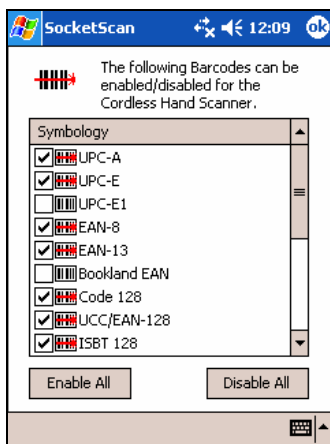 SocketScan 12:09 ok
The following Barcodes can be
enabled/disabled for the
Cordless Hand Scanner.
Symbology
UPC-A
UPC-E
UPC-E1
EAN-8
EAN-13
Bookland EAN
Code 128
UCC/EAN-128
ISBT 128
Enable All Disable All